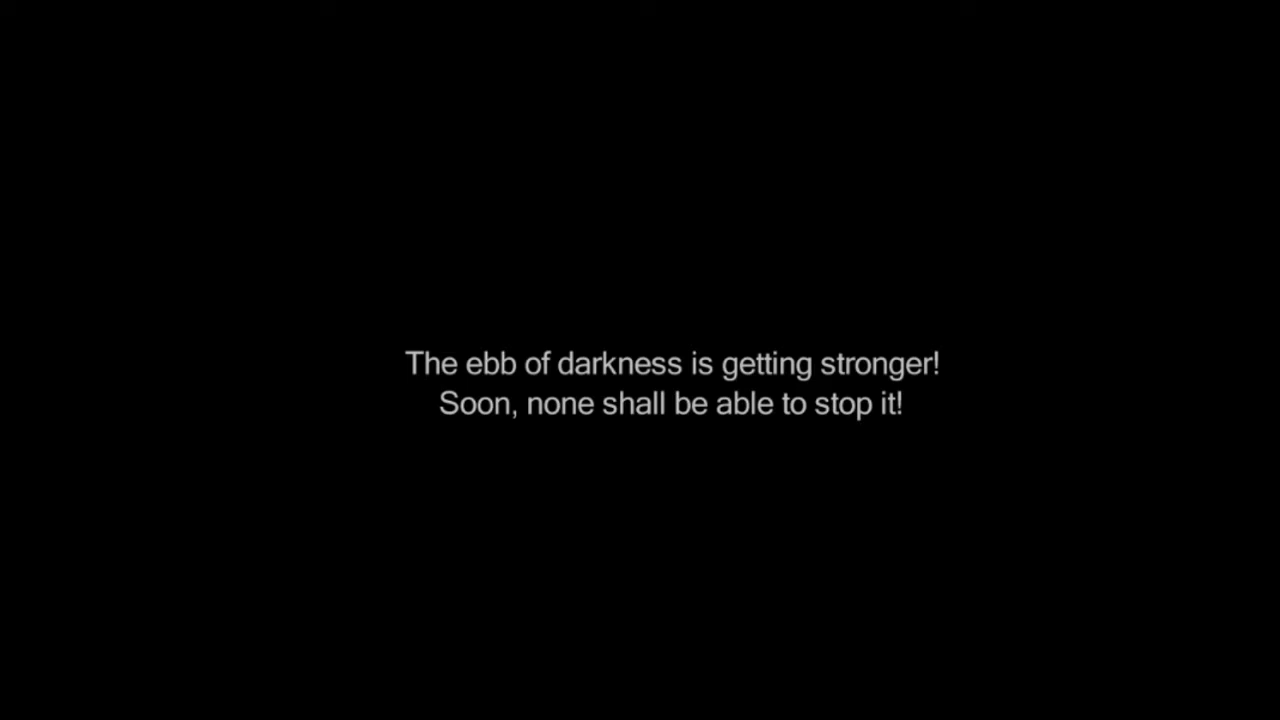 The ebb of darkness is getting stronger!
Soon, none shall be able to stop it!